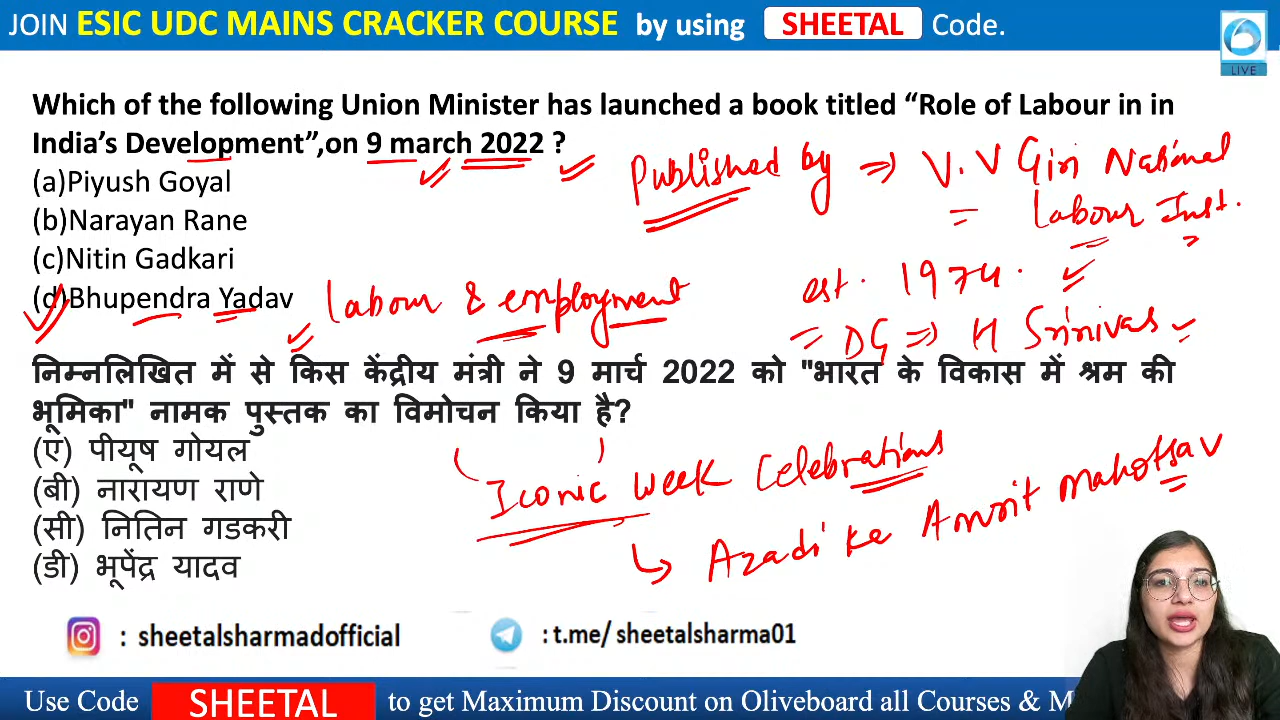 JOIN ESIC UDC MAINS CRACKER COURSE by using SHEETAL Code.
LIVE
Which of the following Union Minister has launched a book titled “Role of Labour in in
India’s Development”,on 9 march 2022 ?
(a)Piyush Goyal
(b)Narayan Rane
(c)Nitin Gadkari
(d)Bhupendra Yadav
Published by ⇒ V.V Giri National
Labour Inst.
est. 1974.
DG ⇒ H Srinivas
labour & employment
निम्नलिखित में से किस केंद्रीय मंत्री ने 9 मार्च 2022 को "भारत के विकास में श्रम की
भूमिका" नामक पुस्तक का विमोचन किया है?
(ए) पीयूष गोयल
(बी) नारायण राणे
(सी) नितिन गडकरी
(डी) भूपेंद्र यादव
Iconic week Celebrations
↳ Azadi ke Amrit mahotsav
: sheetalsharmadofficial
: t.me/ sheetalsharma01
Use Code SHEETAL to get Maximum Discount on Oliveboard all Courses & M